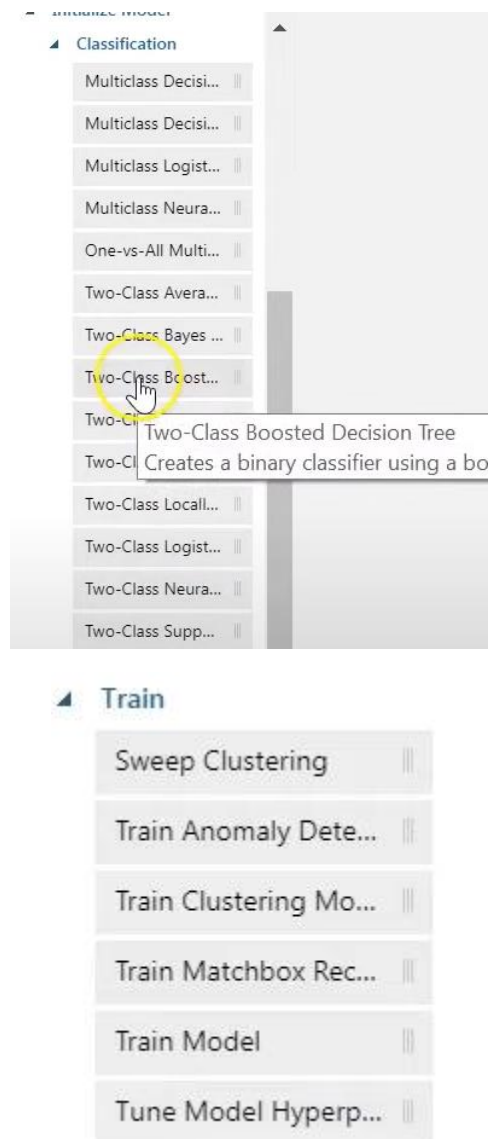 Initialize Model
Classification
Multiclass Decisi...
Multiclass Decisi...
Multiclass Logist...
Multiclass Neura...
One-vs-All Multi...
Two-Class Avera...
Two-Class Bayes ...
Two-Class Boost...
Two-Cl
Two-Class Boosted Decision Tree
Two-Cl
Creates a binary classifier using a bo
Two-Class Locall...
Two-Class Logist...
Two-Class Neura...
Two-Class Supp...
Train
Sweep Clustering
Train Anomaly Dete...
Train Clustering Mo...
Train Matchbox Rec...
Train Model
Tune Model Hyperp...